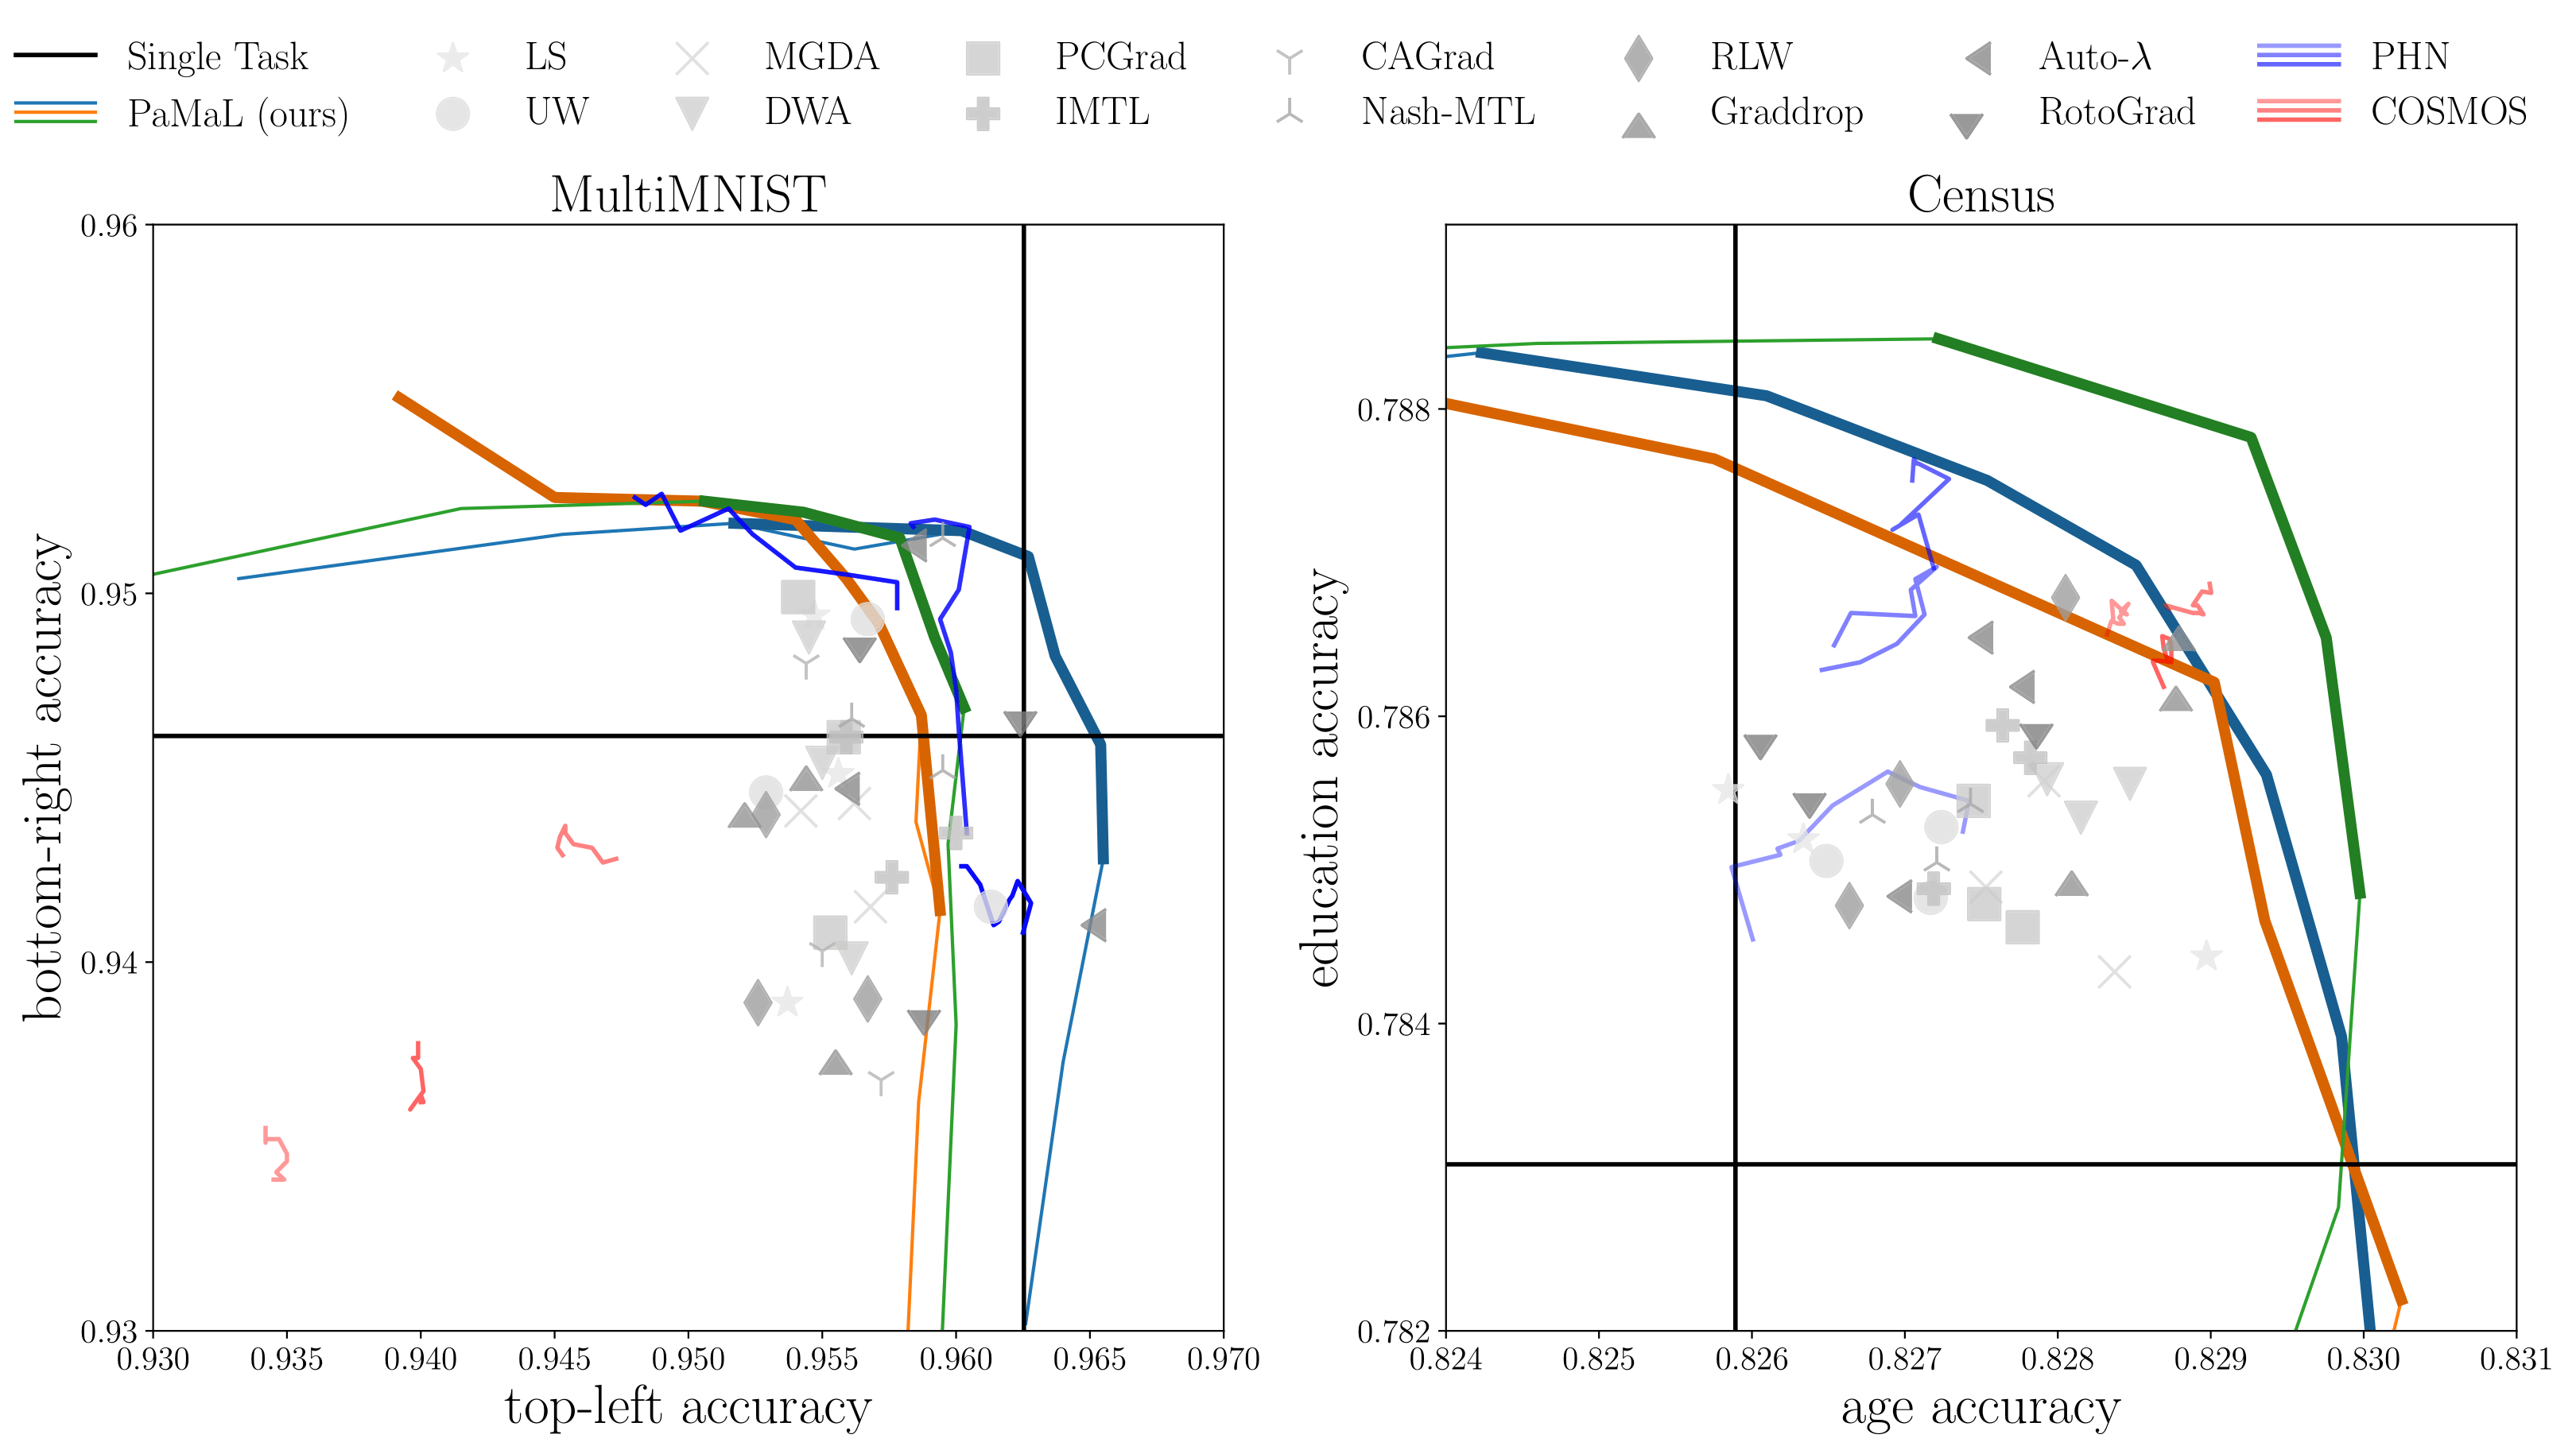 Single Task LS MGDA PCGrad CAGrad RLW Auto-λ PHN
PaMaL (ours) UW DWA IMTL Nash-MTL Graddrop RotoGrad COSMOS
MultiMNIST
0.96
0.95
0.94
0.93
bottom-right accuracy
0.930 0.935 0.940 0.945 0.950 0.955 0.960 0.965 0.970
top-left accuracy
Census
0.788
0.786
0.784
0.782
education accuracy
0.824 0.825 0.826 0.827 0.828 0.829 0.830 0.831
age accuracy